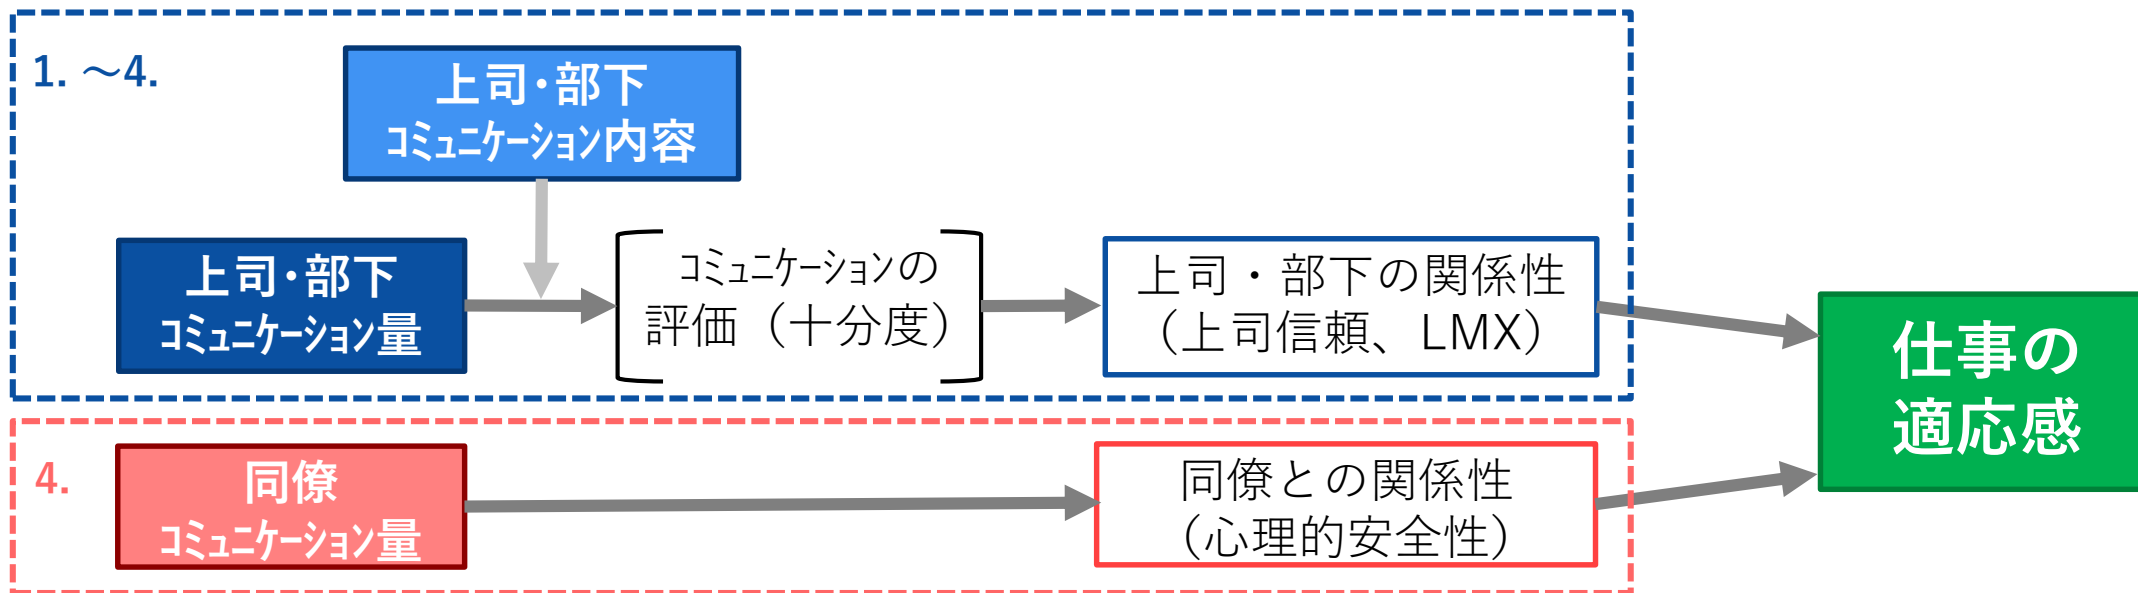 1. ～4.
上司･部下
ｺﾐｭﾆｹｰｼｮﾝ内容
上司･部下
ｺﾐｭﾆｹｰｼｮﾝ量
ｺﾐｭﾆｹｰｼｮﾝの
評価（十分度）
上司・部下の関係性
（上司信頼、LMX）
仕事の
適応感
4.
同僚
ｺﾐｭﾆｹｰｼｮﾝ量
同僚との関係性
（心理的安全性）